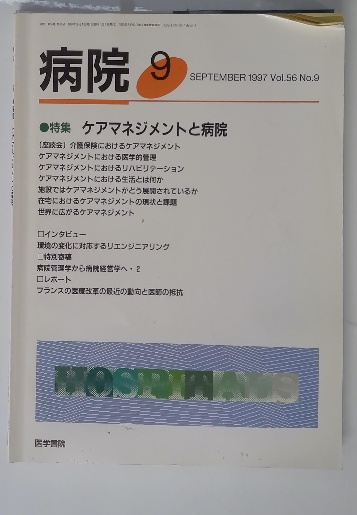 病院 9
SEPTEMBER 1997 Vol.56 No.9
●特集 ケアマネジメントと病院
〔座談会〕介護保険におけるケアマネジメント
ケアマネジメントにおける医学的管理
ケアマネジメントにおけるリハビリテーション
ケアマネジメントにおける生活とは何か
施設ではケアマネジメントがどう展開されているか
在宅におけるケアマネジメントの現状と課題
世界に広がるケアマネジメント
□インタビュー
環境の変化に対応するリエンジニアリング
□特別寄稿
病院管理学から病院経営学へ・2
□レポート
フランスの医療改革の最近の動向と医師の抵抗
HOSPITALS
医学書院